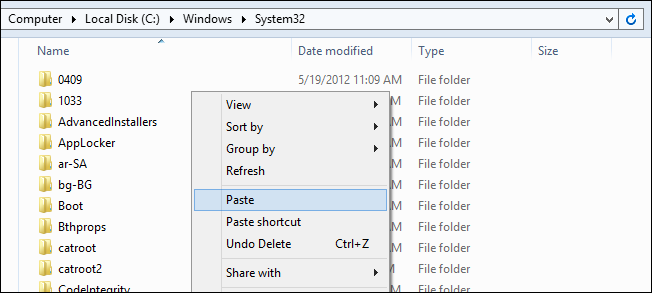 Computer ▸ Local Disk (C:) ▸ Windows ▸ System32
Name Date modified Type Size
0409 5/19/2012 11:09 AM File folder
1033 M File folder
AdvancedInstallers M File folder
AppLocker M File folder
ar-SA M File folder
bg-BG M File folder
Boot M File folder
Bthprops M File folder
catroot M File folder
catroot2 M File folder
CodeIntegrity M File folder
View
Sort by
Group by
Refresh
Paste
Paste shortcut
Undo Delete Ctrl+Z
Share with